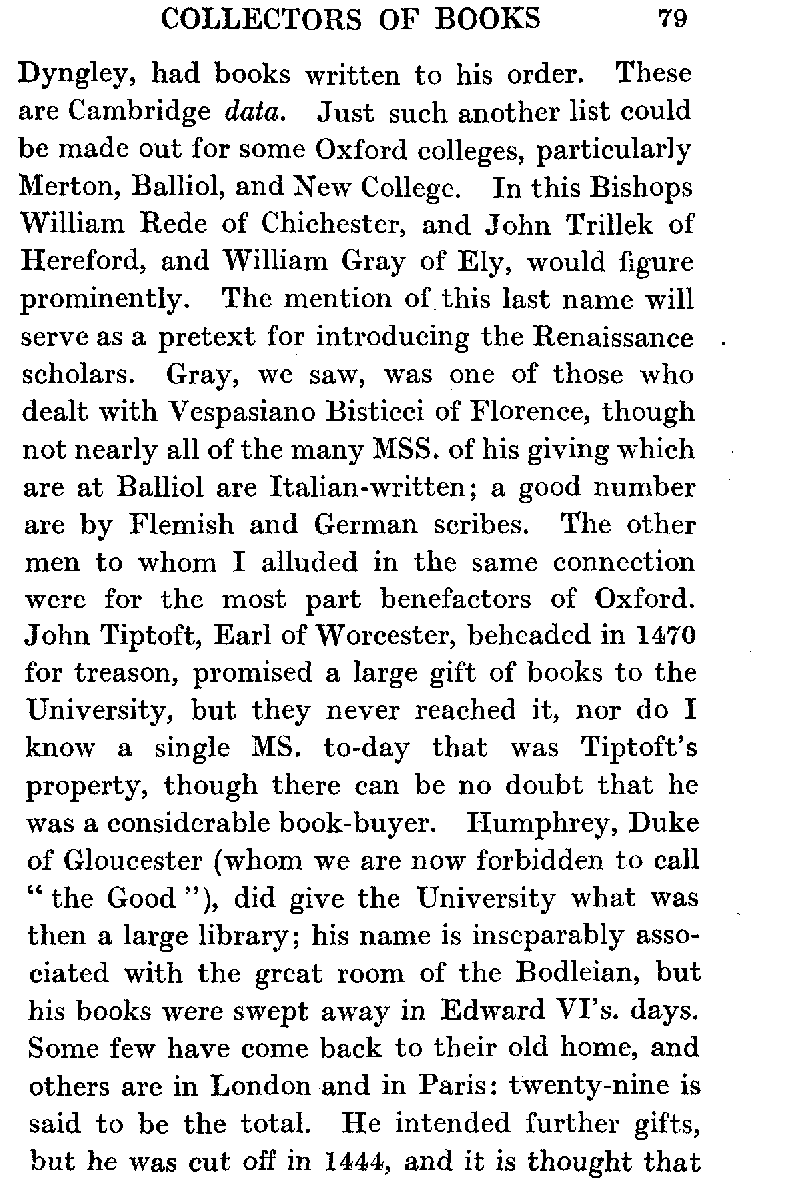 COLLECTORS OF BOOKS 79
Dyngley, had books written to his order. These
are Cambridge data. Just such another list could
be made out for some Oxford colleges, particularly
Merton, Balliol, and New College. In this Bishops
William Rede of Chichester, and John Trillek of
Hereford, and William Gray of Ely, would figure
prominently. The mention of this last name will
serve as a pretext for introducing the Renaissance
scholars. Gray, we saw, was one of those who
dealt with Vespasiano Bisticci of Florence, though
not nearly all of the many MSS. of his giving which
are at Balliol are Italian-written; a good number
are by Flemish and German scribes. The other
men to whom I alluded in the same connection
were for the most part benefactors of Oxford.
John Tiptoft, Earl of Worcester, beheaded in 1470
for treason, promised a large gift of books to the
University, but they never reached it, nor do I
know a single MS. to-day that was Tiptoft's
property, though there can be no doubt that he
was a considerable book-buyer. Humphrey, Duke
of Gloucester (whom we are now forbidden to call
" the Good "), did give the University what was
then a large library; his name is inseparably asso-
ciated with the great room of the Bodleian, but
his books were swept away in Edward VI's. days.
Some few have come back to their old home, and
others are in London and in Paris: twenty-nine is
said to be the total. He intended further gifts,
but he was cut off in 1444, and it is thought that